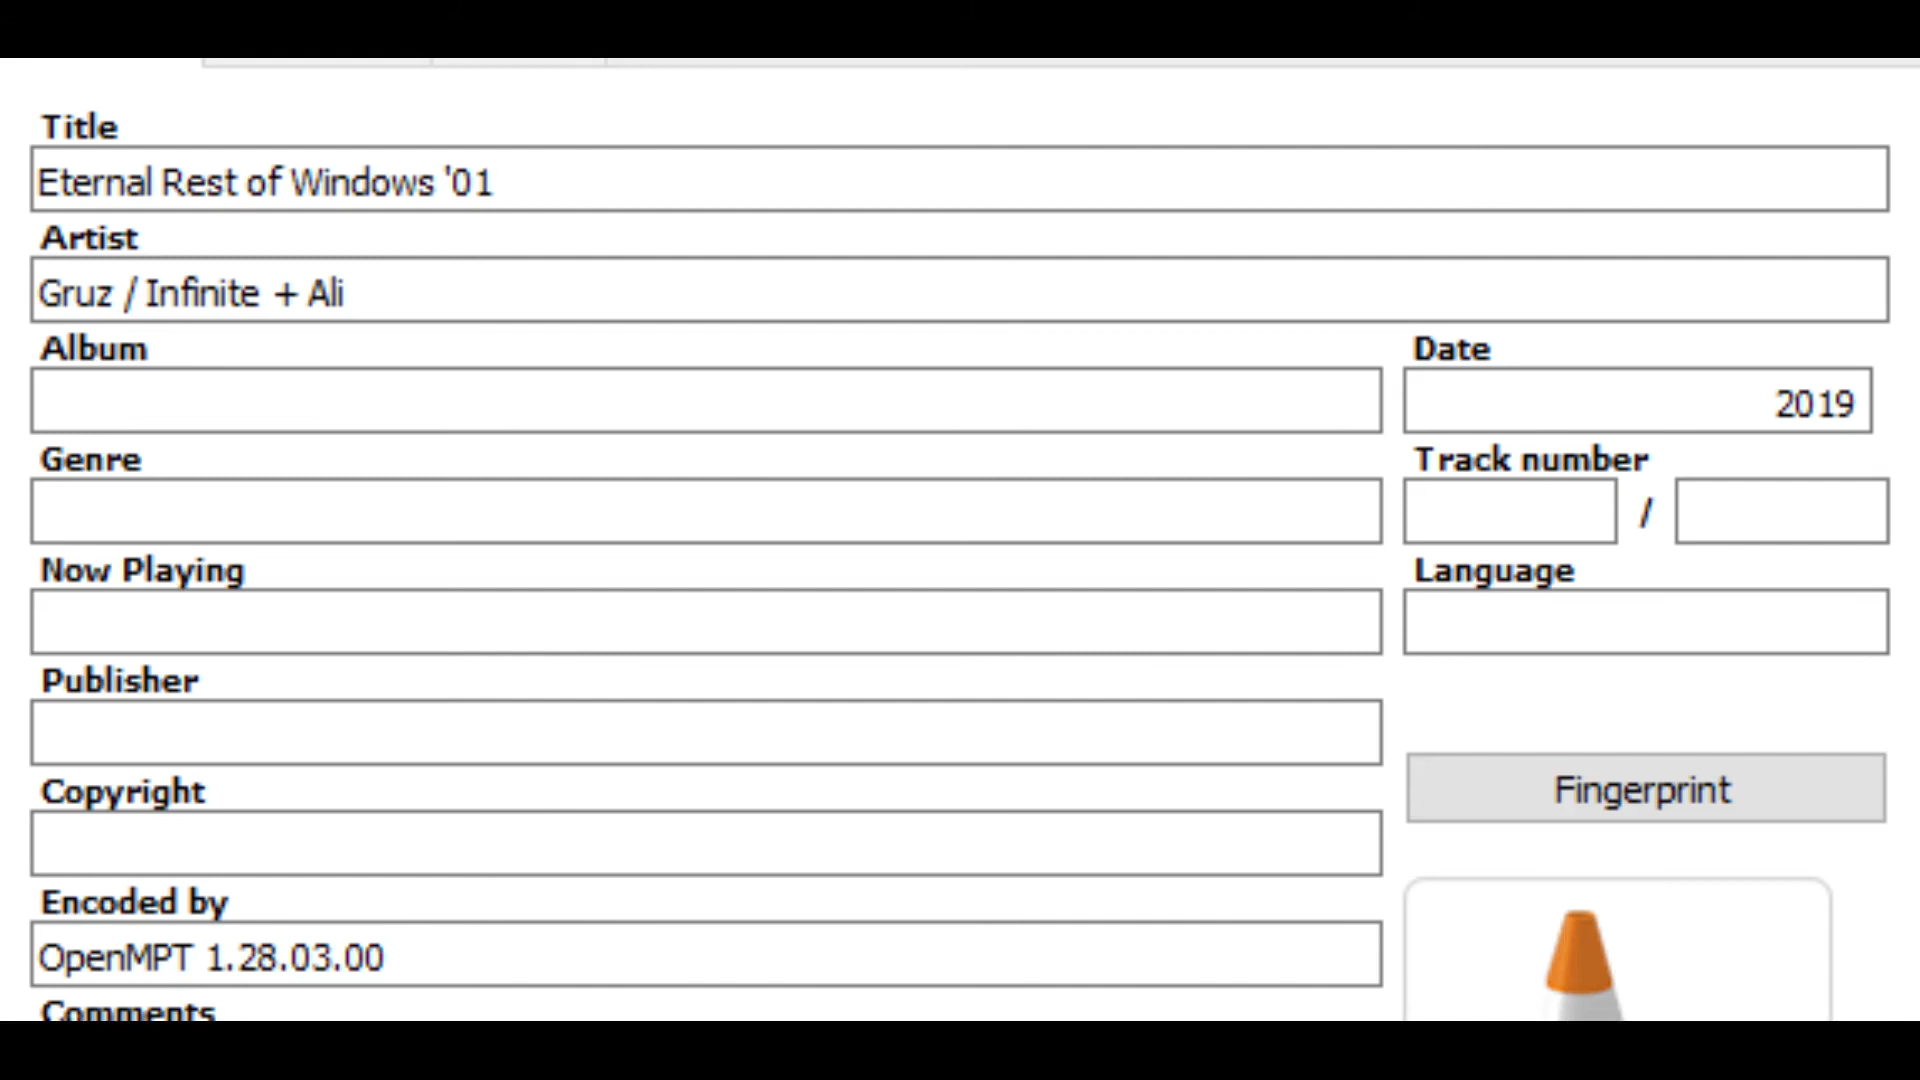 Title
Eternal Rest of Windows '01
Artist
Gruz / Infinite + Ali
Album
Date
2019
Genre
Track number
/
Now Playing
Language
Publisher
Copyright
Fingerprint
Encoded by
OpenMPT 1.28.03.00
Comments